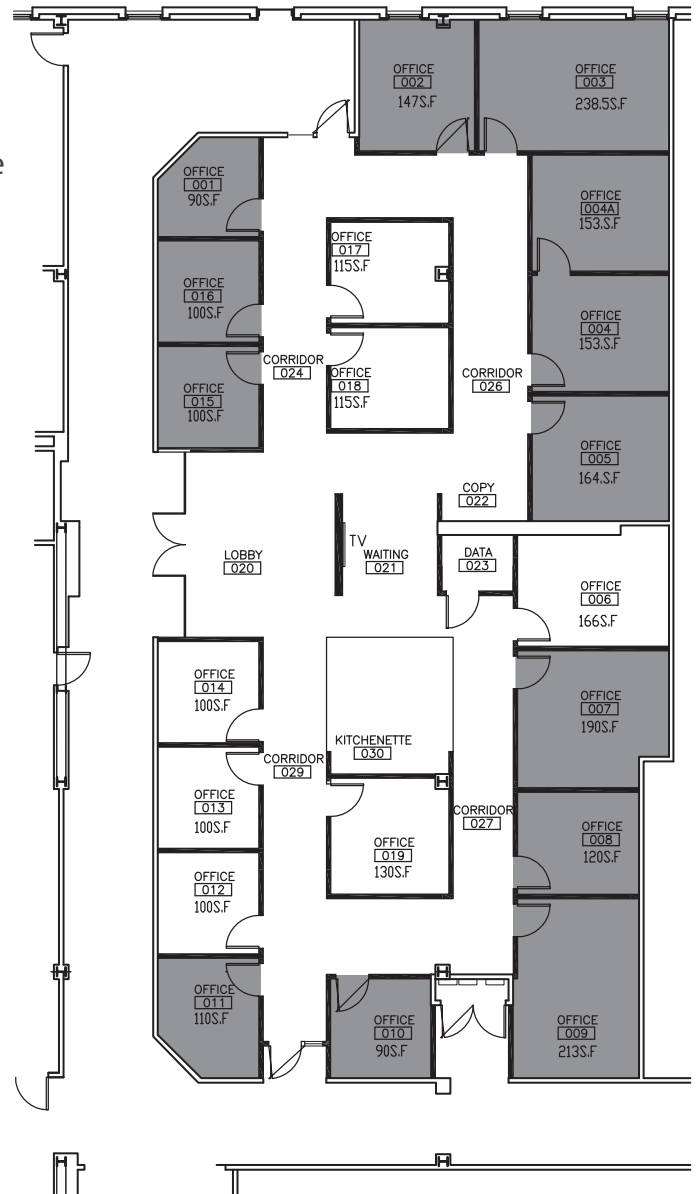 e
OFFICE
002
147S.F
OFFICE
003
238.5S.F
OFFICE
001
90S.F
OFFICE
004A
153.S.F
OFFICE
017
115S.F
OFFICE
016
100S.F
OFFICE
004
153.S.F
CORRIDOR
024
OFFICE
018
115S.F
CORRIDOR
026
OFFICE
015
100S.F
OFFICE
005
164.S.F
COPY
022
TV
LOBBY
020
WAITING
021
DATA
023
OFFICE
006
166S.F
OFFICE
014
100S.F
OFFICE
007
190S.F
KITCHENETTE
030
CORRIDOR
029
OFFICE
013
100S.F
CORRIDOR
027
OFFICE
008
120S.F
OFFICE
019
130S.F
OFFICE
012
100S.F
OFFICE
011
110S.F
OFFICE
010
90S.F
OFFICE
009
213S.F